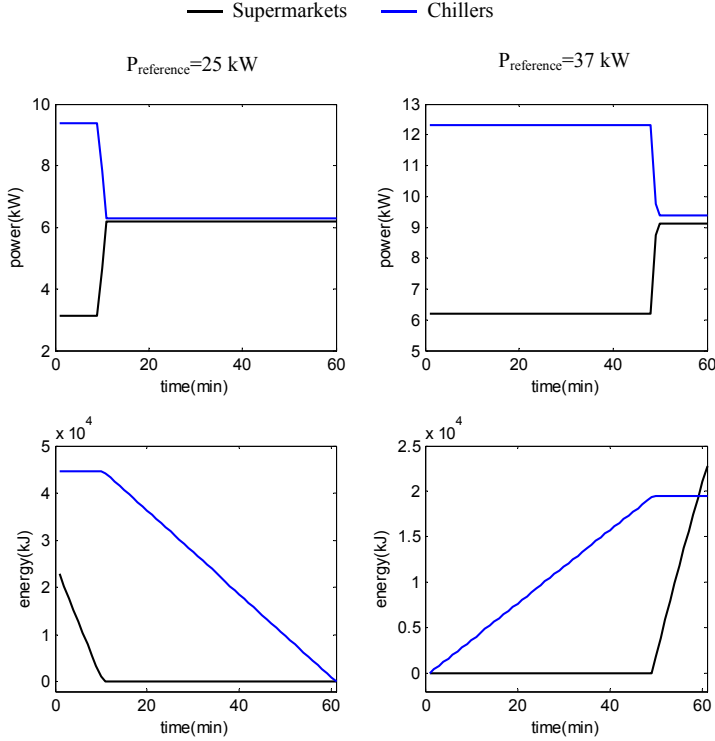 Supermarkets Chillers
Preference=25 kW
Preference=37 kW
10
8
6
4
2
power(kW)
0 20 40 60
time(min)
13
12
11
10
9
8
7
6
5
power(kW)
0 20 40 60
time(min)
x 10^4
5
4
3
2
1
0
energy(kJ)
0 20 40 60
time(min)
x 10^4
2.5
2
1.5
1
0.5
0
energy(kJ)
0 20 40 60
time(min)